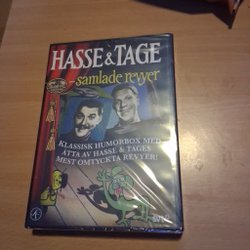 HASSE & TAGE
– samlade revyer
KLASSISK HUMORBOX MED
ÅTTA AV HASSE & TAGES
MEST OMTYCKTA REVYER!